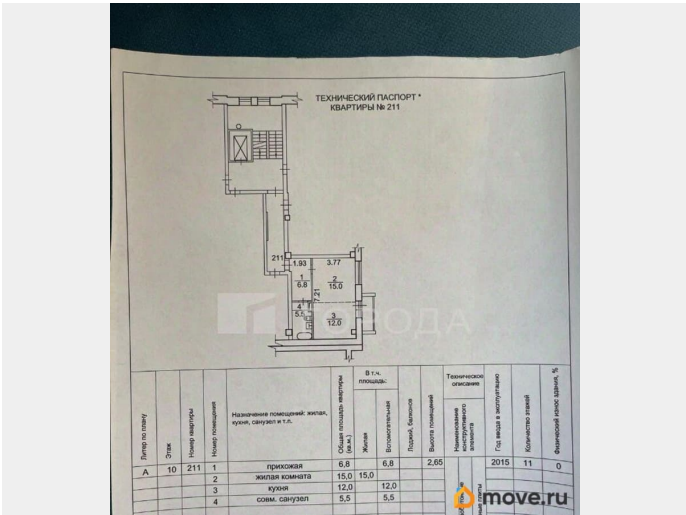 ТЕХНИЧЕСКИЙ ПАСПОРТ *
КВАРТИРЫ № 211
211
1.93
3.77
1
6.8
2
15.0
7.21
4
5.5
3
12.0
ГОРОДА
Литер по плану
Этаж
Номер квартиры
Номер помещения
Назначение помещений: жилая,
кухня, санузел и т.п.
Общая площадь квартиры
(кв.м.)
В т.ч.
площадь:
Жилая
Вспомогательная
Лоджий, балконов
Высота помещений
Техническое
описание
Наименование
конструктивного
элемента
Год ввода в эксплуатацию
Количество этажей
Физический износ здания, %
А 10 211 1 прихожая 6,8 6,8 2,65 2015 11 0
2 жилая комната 15,0 15,0
3 кухня 12,0 12,0
4 совм. санузел 5,5 5,5
плиты
move.ru